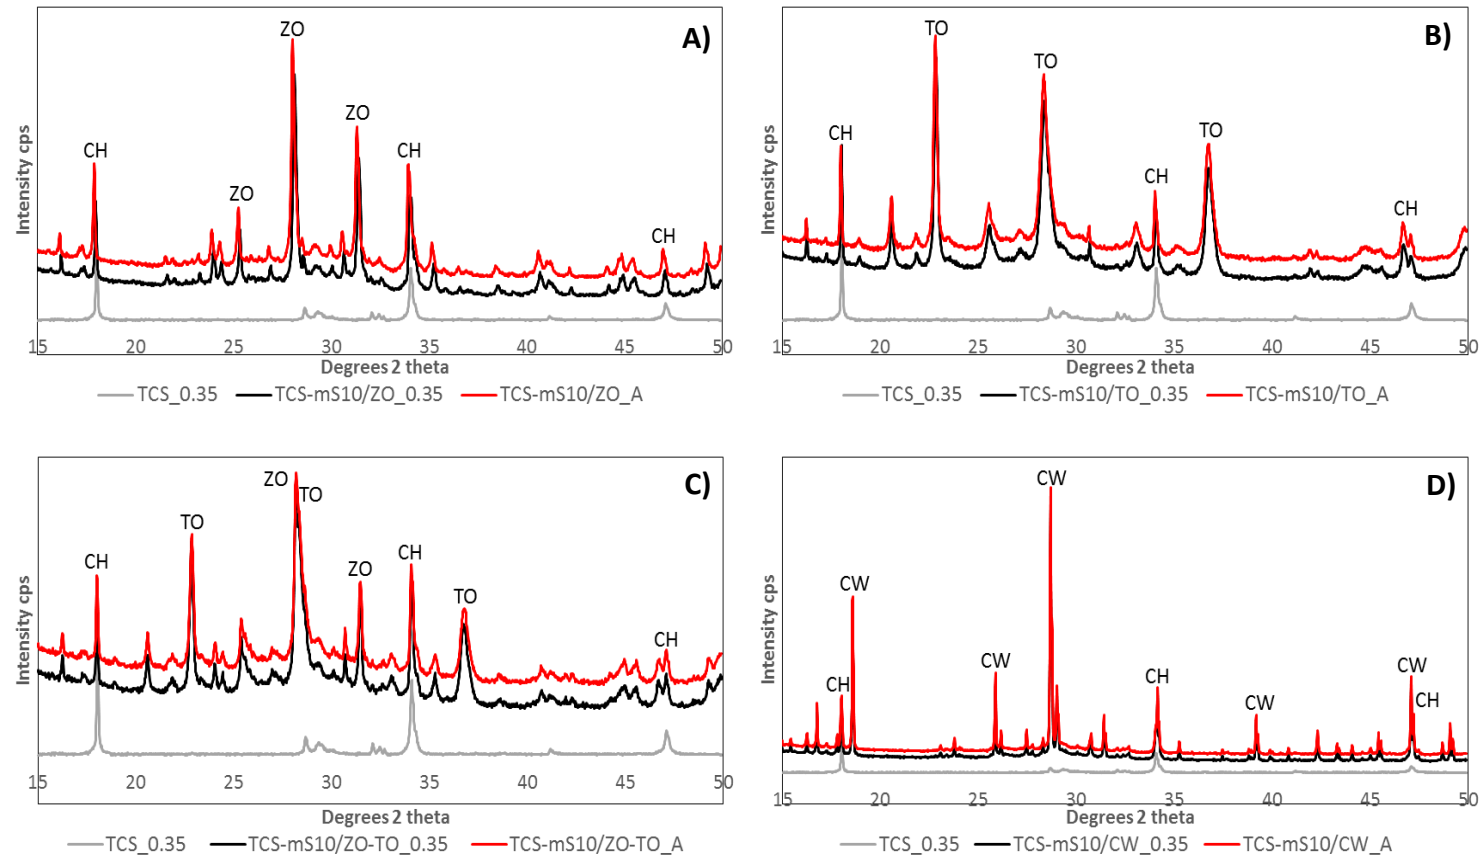 A)
ZO
ZO
CH
CH
ZO
CH
Intensity cps
15 20 25 30 35 40 45 50
Degrees 2 theta
TCS_0.35 TCS-mS10/ZO_0.35 TCS-mS10/ZO_A
B)
TO
TO
CH
TO
CH
CH
Intensity cps
15 20 25 30 35 40 45 50
Degrees 2 theta
TCS_0.35 TCS-mS10/TO_0.35 TCS-mS10/TO_A
C)
ZO
TO
TO
CH
CH
ZO
TO
CH
Intensity cps
15 20 25 30 35 40 45 50
Degrees 2 theta
TCS_0.35 TCS-mS10/ZO-TO_0.35 TCS-mS10/ZO-TO_A
D)
CW
CW
CW
CH
CH
CW
CW
CH
Intensity cps
15 20 25 30 35 40 45 50
Degrees 2 theta
TCS_0.35 TCS-mS10/CW_0.35 TCS-mS10/CW_A